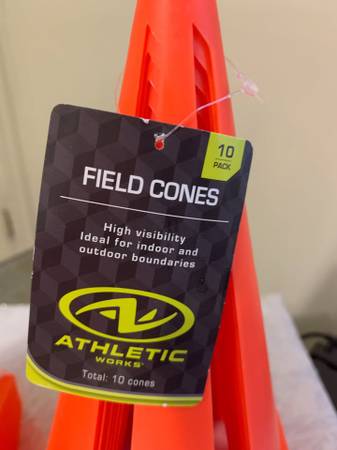 10
PACK
FIELD CONES
High visibility
Ideal for indoor and
outdoor boundaries
ATHLETIC
WORKS
Total: 10 cones